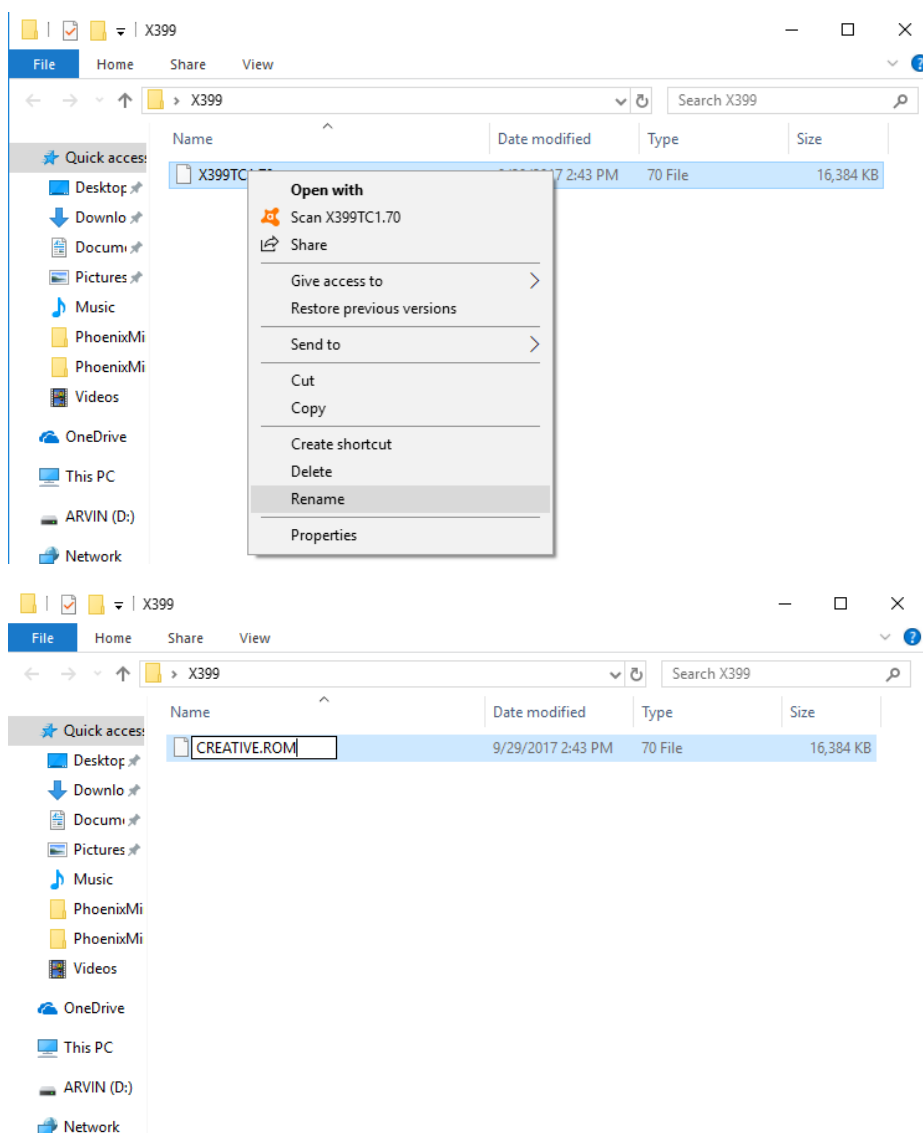 X399
File Home Share View
X399 Search X399
Name Date modified Type Size
Quick access
X399TC1.70 2:43 PM 70 File 16,384 KB
Desktop
Downlo
Docum
Pictures
Music
PhoenixMi
PhoenixMi
Videos
OneDrive
This PC
ARVIN (D:)
Network
Open with
Scan X399TC1.70
Share
Give access to
Restore previous versions
Send to
Cut
Copy
Create shortcut
Delete
Rename
Properties
X399
File Home Share View
X399 Search X399
Name Date modified Type Size
Quick access
CREATIVE.ROM 9/29/2017 2:43 PM 70 File 16,384 KB
Desktop
Downlo
Docum
Pictures
Music
PhoenixMi
PhoenixMi
Videos
OneDrive
This PC
ARVIN (D:)
Network